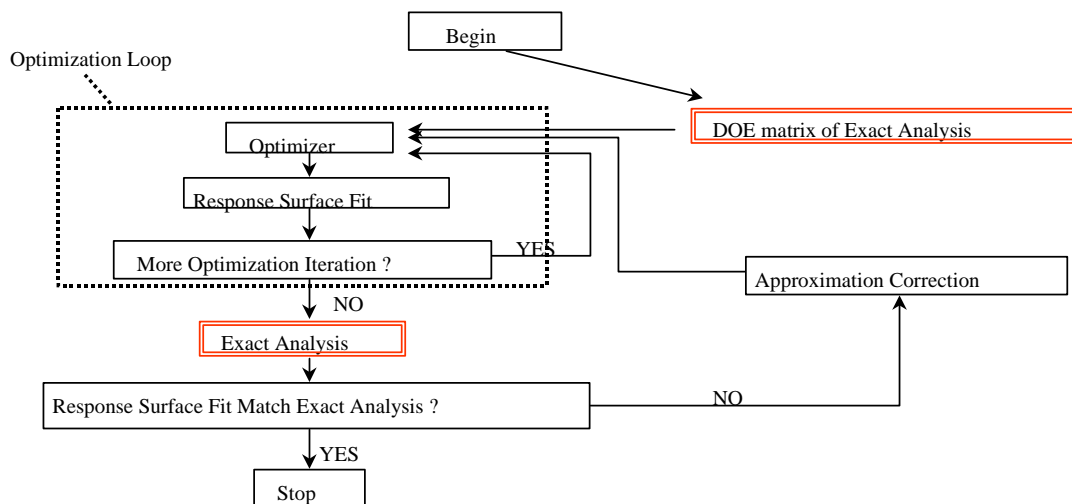 Begin
Optimization Loop
DOE matrix of Exact Analysis
Optimizer
Response Surface Fit
YES
More Optimization Iteration ?
Approximation Correction
NO
Exact Analysis
NO
Response Surface Fit Match Exact Analysis ?
YES
Stop